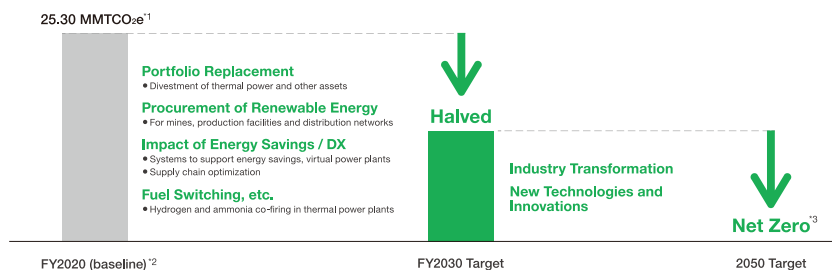 25.30 MMTCO₂e*1
Portfolio Replacement
● Divestment of thermal power and other assets
Procurement of Renewable Energy
● For mines, production facilities and distribution networks
Impact of Energy Savings / DX
● Systems to support energy savings, virtual power plants
● Supply chain optimization
Fuel Switching, etc.
● Hydrogen and ammonia co-firing in thermal power plants
Halved
Industry Transformation
New Technologies and
Innovations
Net Zero*3
FY2020 (baseline)*2
FY2030 Target
2050 Target